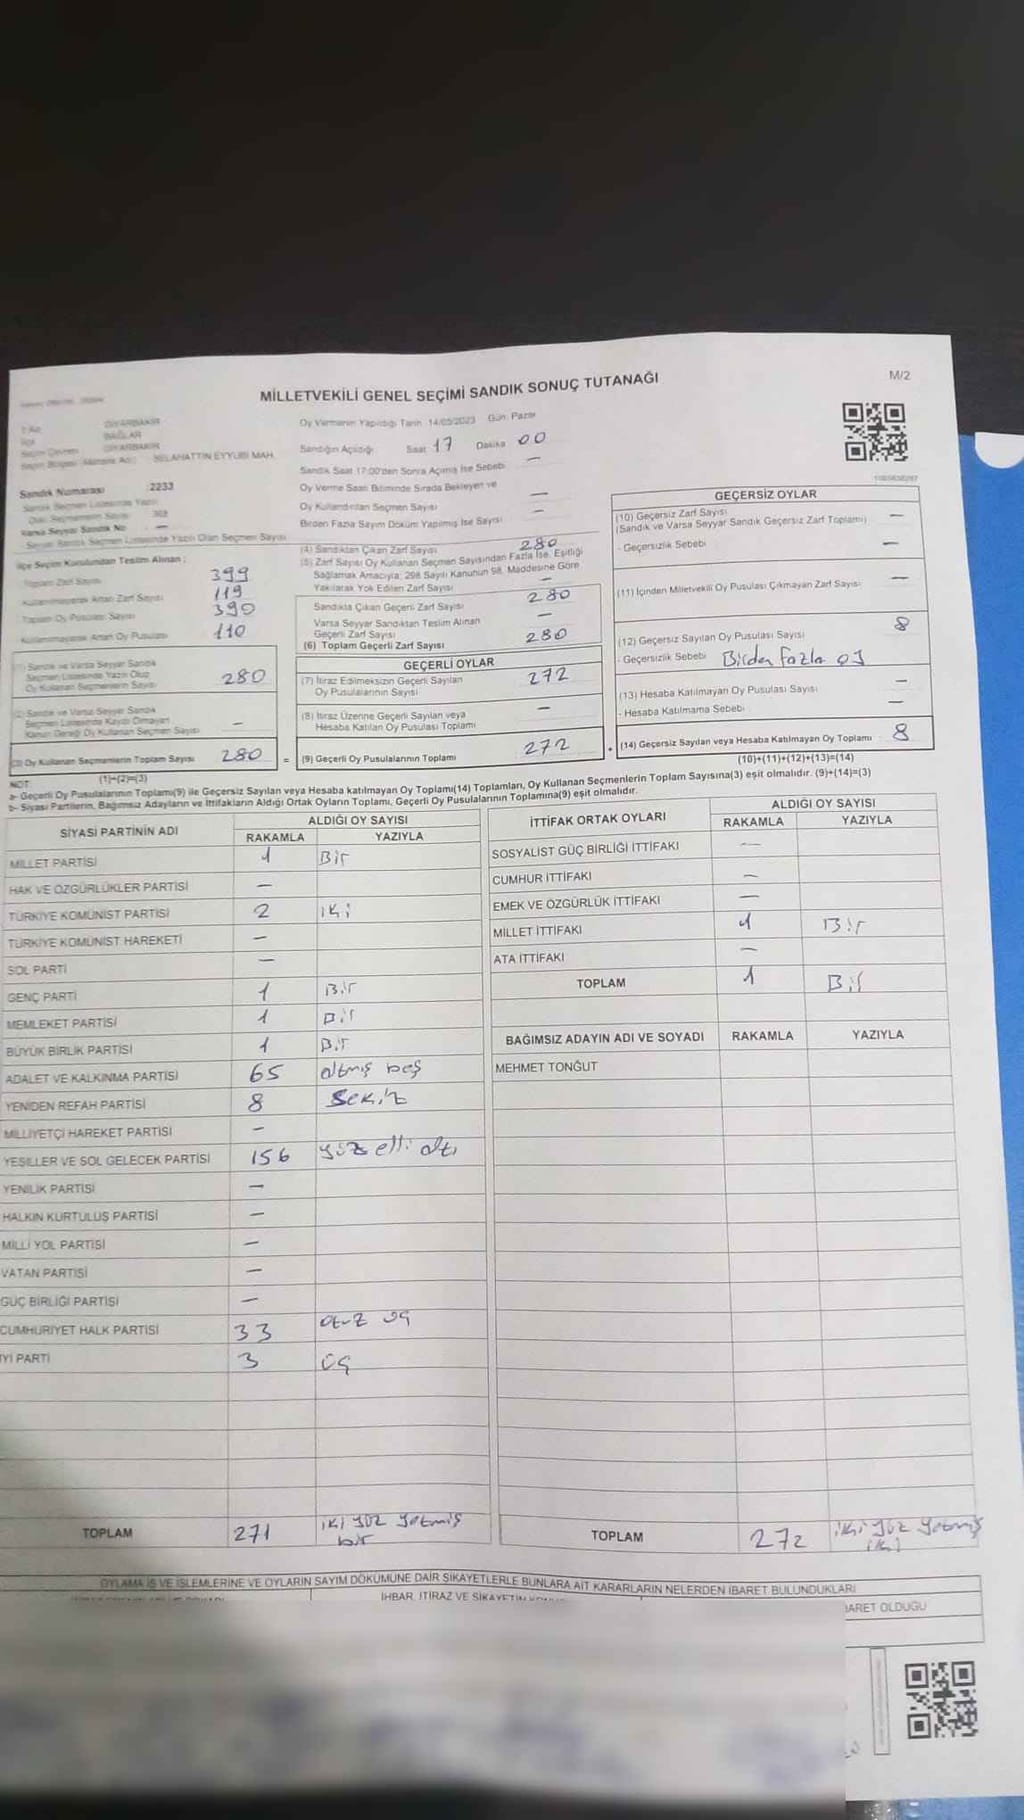 MİLLETVEKİLİ GENEL SEÇİMİ SANDIK SONUÇ TUTANAĞI
M/2
DİYARBAKIR
BAĞLAR
DİYARBAKIR
SELAHATTİN EYYUBİ MAH.
Sandık Numarası :2233
Sandık Seçmen Listesinde Yazılı
Olan Seçmenlerin Sayısı
Varsa Seyyar Sandık No —
Seyyar Sandık Seçmen Listesinde Yazılı Olan Seçmen Sayısı
Oy Vermenin Yapıldığı Tarih 14/05/2023 Gün: Pazar
Sandığın Açıldığı Saat 17 Dakika 00
Sandık Saat 17:00'den Sonra Açılmış İse Sebebi —
Oy Verme Saati Bitiminde Sırada Bekleyen ve
Oy Kullandırılan Seçmen Sayısı —
Birden Fazla Sayım Döküm Yapılmış İse Sayısı —
İlçe Seçim Kurulundan Teslim Alınan ;
Toplam Zarf Sayısı 399
Kullanılmayarak Artan Zarf Sayısı 119
Toplam Oy Pusulası Sayısı 390
Kullanılmayarak Artan Oy Pusulası 110
(1) Sandık ve Varsa Seyyar Sandık
Seçmen Listesinde Yazılı Olup
Oy Kullanan Seçmenlerin Sayısı 280
(2) Sandık ve Varsa Seyyar Sandık
Seçmen Listesinde Kaydı Olmayan
Kanun Gereği Oy Kullanan Seçmen Sayısı —
(3) Oy Kullanan Seçmenlerin Toplam Sayısı 280
(1)+(2)=(3)
(4) Sandıktan Çıkan Zarf Sayısı 280
(5) Zarf Sayısı Oy Kullanan Seçmen Sayısından Fazla İse, Eşitliği
Sağlamak Amacıyla; 298 Sayılı Kanunun 98. Maddesine Göre
Yakılarak Yok Edilen Zarf Sayısı —
Sandıkta Çıkan Geçerli Zarf Sayısı 280
Varsa Seyyar Sandıktan Teslim Alınan
Geçerli Zarf Sayısı —
(6) Toplam Geçerli Zarf Sayısı 280
GEÇERLİ OYLAR
(7) İtiraz Edilmeksizin Geçerli Sayılan
Oy Pusulalarının Sayısı 272
(8) İtiraz Üzerine Geçerli Sayılan veya
Hesaba Katılan Oy Pusulası Toplamı —
= (9) Geçerli Oy Pusulalarının Toplamı 272
GEÇERSİZ OYLAR
(10) Geçersiz Zarf Sayısı
(Sandık ve Varsa Seyyar Sandık Geçersiz Zarf Toplamı) —
- Geçersizlik Sebebi —
(11) İçinden Milletvekili Oy Pusulası Çıkmayan Zarf Sayısı —
(12) Geçersiz Sayılan Oy Pusulası Sayısı 8
- Geçersizlik Sebebi Birden Fazla oy
(13) Hesaba Katılmayan Oy Pusulası Sayısı —
- Hesaba Katılmama Sebebi —
+ (14) Geçersiz Sayılan veya Hesaba Katılmayan Oy Toplamı 8
(10)+(11)+(12)+(13)=(14)
NOT:
a- Geçerli Oy Pusulalarının Toplamı(9) ile Geçersiz Sayılan veya Hesaba katılmayan Oy Toplamı(14) Toplamları, Oy Kullanan Seçmenlerin Toplam Sayısına(3) eşit olmalıdır. (9)+(14)=(3)
b- Siyasi Partilerin, Bağımsız Adayların ve İttifakların Aldığı Ortak Oyların Toplamı, Geçerli Oy Pusulalarının Toplamına(9) eşit olmalıdır.
SİYASİ PARTİNİN ADI ALDIĞI OY SAYISI
RAKAMLA YAZIYLA
MİLLET PARTİSİ 1 Bir
HAK VE ÖZGÜRLÜKLER PARTİSİ —
TÜRKİYE KOMÜNİST PARTİSİ 2 iki
TÜRKİYE KOMÜNİST HAREKETİ —
SOL PARTİ —
GENÇ PARTİ 1 Bir
MEMLEKET PARTİSİ 1 Bir
BÜYÜK BİRLİK PARTİSİ 1 Bir
ADALET VE KALKINMA PARTİSİ 65 altmış beş
YENİDEN REFAH PARTİSİ 8 Sekiz
MİLLİYETÇİ HAREKET PARTİSİ —
YEŞİLLER VE SOL GELECEK PARTİSİ 156 yüz elli altı
YENİLİK PARTİSİ —
HALKIN KURTULUŞ PARTİSİ —
MİLLİ YOL PARTİSİ —
VATAN PARTİSİ —
GÜÇ BİRLİĞİ PARTİSİ —
CUMHURİYET HALK PARTİSİ 33 otuz üç
İYİ PARTİ 3 üç
TOPLAM 271 iki yüz yetmiş
bir
İTTİFAK ORTAK OYLARI ALDIĞI OY SAYISI
RAKAMLA YAZIYLA
SOSYALİST GÜÇ BİRLİĞİ İTTİFAKI —
CUMHUR İTTİFAKI —
EMEK VE ÖZGÜRLÜK İTTİFAKI —
MİLLET İTTİFAKI 1 Bir
ATA İTTİFAKI —
TOPLAM 1 Bir
BAĞIMSIZ ADAYIN ADI VE SOYADI RAKAMLA YAZIYLA
MEHMET TONĞUT
TOPLAM 272 iki yüz yetmiş
iki
OYLAMA İŞ VE İŞLEMLERİNE VE OYLARIN SAYIM DÖKÜMÜNE DAİR ŞİKAYETLERLE BUNLARA AİT KARARLARIN NELERDEN İBARET BULUNDUKLARI
İHBAR, İTİRAZ VE ŞİKAYETİN
İBARET OLDUĞU